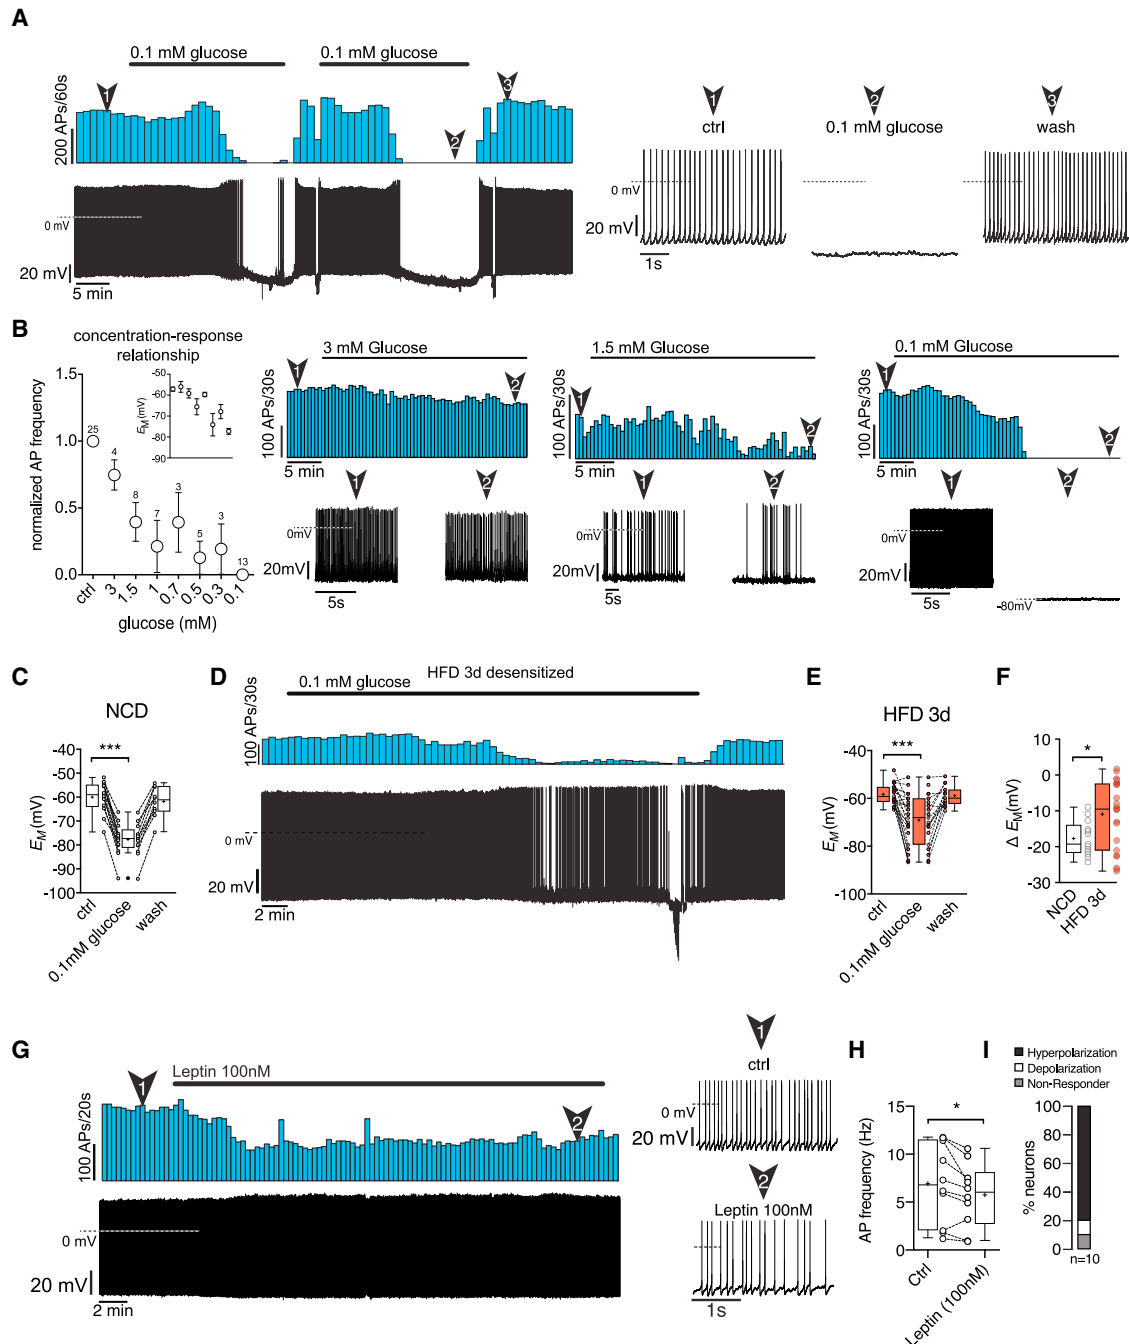 A
0.1 mM glucose
0.1 mM glucose
200 APs/60s
1
2
3
0 mV
20 mV
5 min
1
2
3
ctrl
0.1 mM glucose
wash
0 mV
20 mV
1s
B
concentration-response
relationship
normalized AP frequency
1.5
1.0
0.5
0.0
25
4
8
7
3
5
3
13
ctrl
3
1.5
1
0.7
0.5
0.3
0.1
glucose (mM)
EM (mV)
-50
-60
-70
-80
-90
3 mM Glucose
100 APs/30s
1
2
5 min
1
2
0mV
20mV
5s
1.5 mM Glucose
100 APs/30s
1
2
5 min
1
2
0mV
20mV
5s
0.1 mM Glucose
100 APs/30s
1
2
5 min
1
2
0mV
20mV
5s
-80mV
C
NCD
***
EM (mV)
-40
-50
-60
-70
-80
-90
-100
ctrl
0.1mM glucose
wash
D
HFD 3d desensitized
0.1 mM glucose
100 APs/30s
0 mV
20 mV
2 min
E
HFD 3d
***
EM (mV)
-40
-60
-80
-100
ctrl
0.1mM glucose
wash
F
*
Δ EM(mV)
10
0
-10
-20
-30
NCD
HFD 3d
G
Leptin 100nM
100 APs/20s
1
2
0 mV
20 mV
2 min
1
ctrl
0 mV
20 mV
2
Leptin 100nM
1s
H
*
AP frequency (Hz)
15
10
5
0
Ctrl
Leptin (100nM)
I
Hyperpolarization
Depolarization
Non-Responder
% neurons
100
80
60
40
20
0
n=10